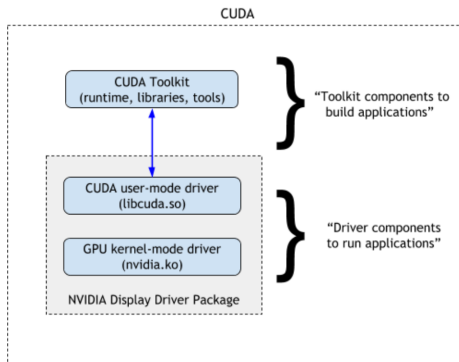 CUDA
CUDA Toolkit
(runtime, libraries, tools)
“Toolkit components to
build applications”
CUDA user-mode driver
(libcuda.so)
“Driver components
to run applications”
GPU kernel-mode driver
(nvidia.ko)
NVIDIA Display Driver Package